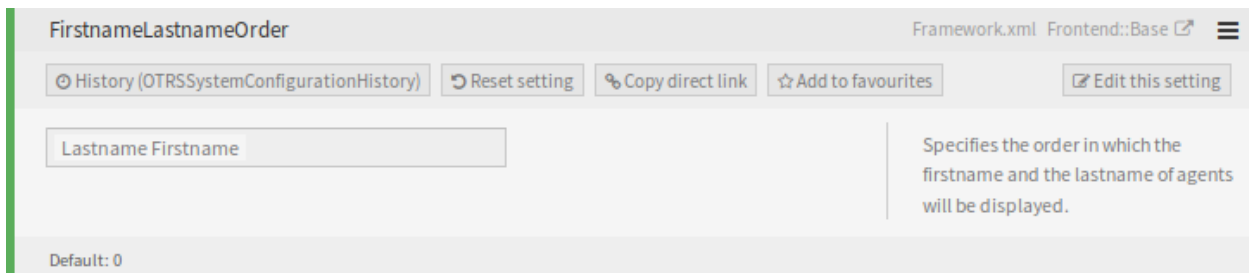 FirstnameLastnameOrder Framework.xml Frontend::Base
History (OTRSSystemConfigurationHistory) Reset setting Copy direct link Add to favourites Edit this setting
Lastname Firstname
Specifies the order in which the
firstname and the lastname of agents
will be displayed.
Default: 0